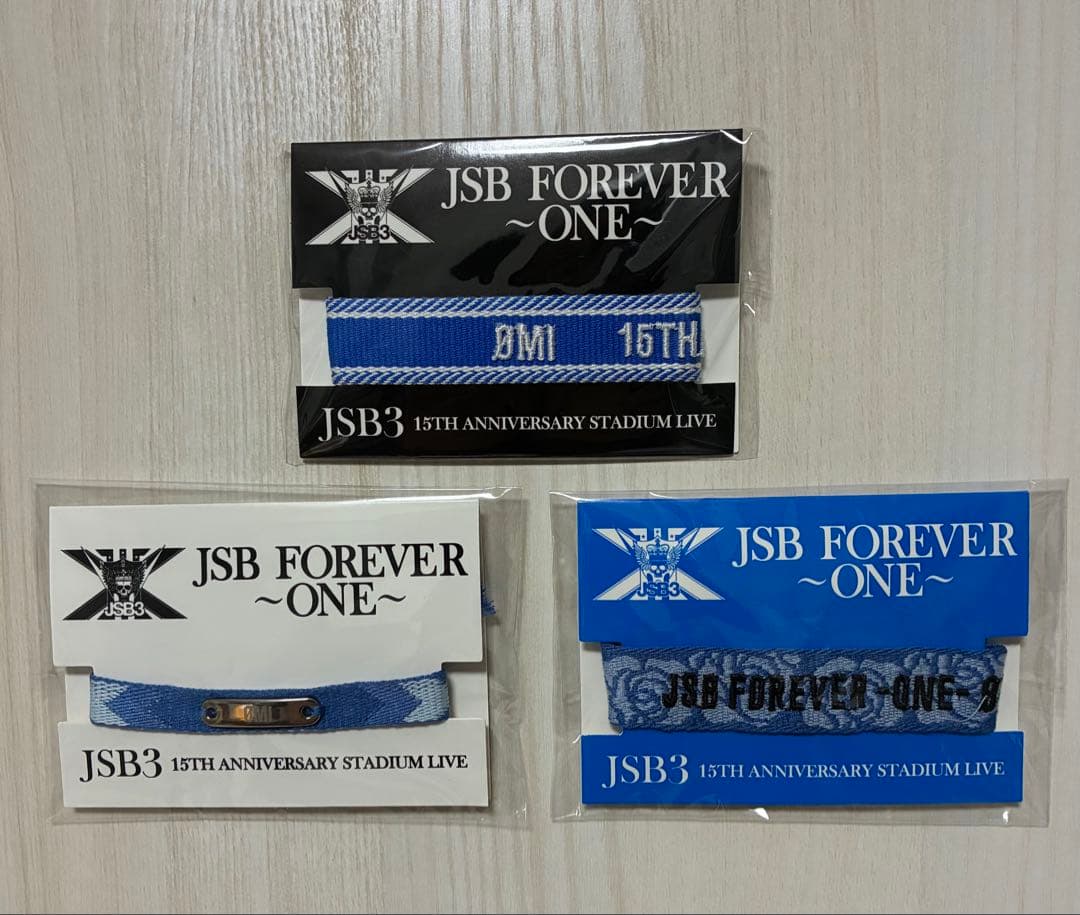 JSB3
JSB FOREVER
~ONE~
ØMI 15TH
JSB3 15TH ANNIVERSARY STADIUM LIVE
JSB3
JSB FOREVER
~ONE~
ØMI
JSB3 15TH ANNIVERSARY STADIUM LIVE
JSB3
JSB FOREVER
~ONE~
JSB FOREVER -ONE-
JSB3 15TH ANNIVERSARY STADIUM LIVE